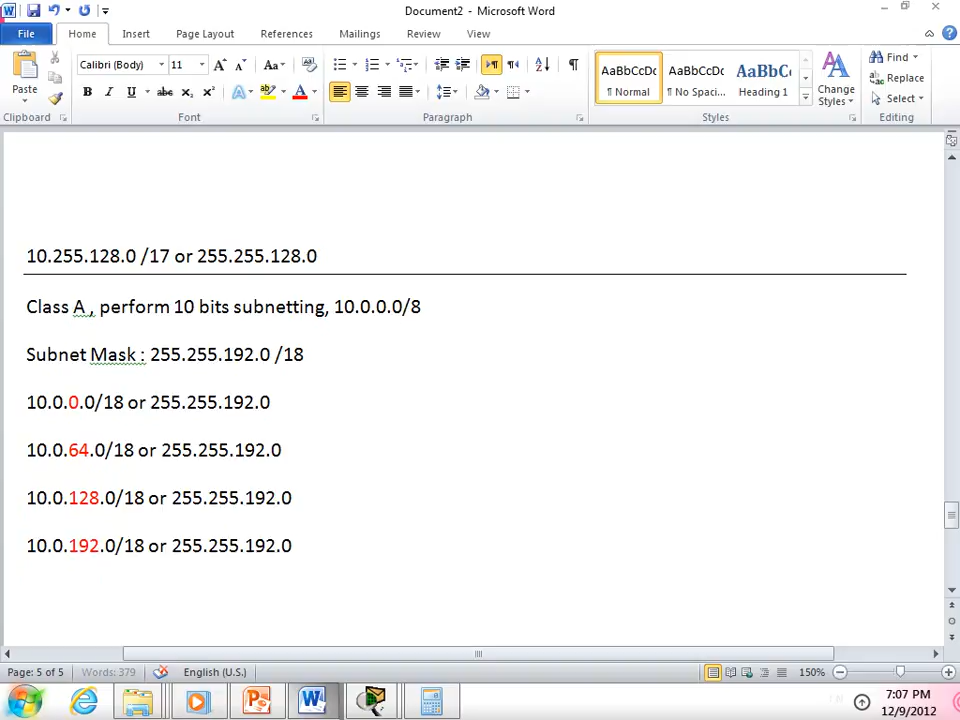 Document2 - Microsoft Word
File Home Insert Page Layout References Mailings Review View
Calibri (Body) 11 Aa
Paste
B I U abc X₂ X² A ab A
AaBbCcDc AaBbCcDc AaBbC
¶ Normal ¶ No Spaci... Heading 1
Change Styles
Find
Replace
Select
Clipboard Font Paragraph Styles Editing
10.255.128.0 /17 or 255.255.128.0
Class A , perform 10 bits subnetting, 10.0.0.0/8
Subnet Mask : 255.255.192.0 /18
10.0.0.0/18 or 255.255.192.0
10.0.64.0/18 or 255.255.192.0
10.0.128.0/18 or 255.255.192.0
10.0.192.0/18 or 255.255.192.0
Page: 5 of 5 Words: 379 English (U.S.) 150%
7:07 PM
12/9/2012